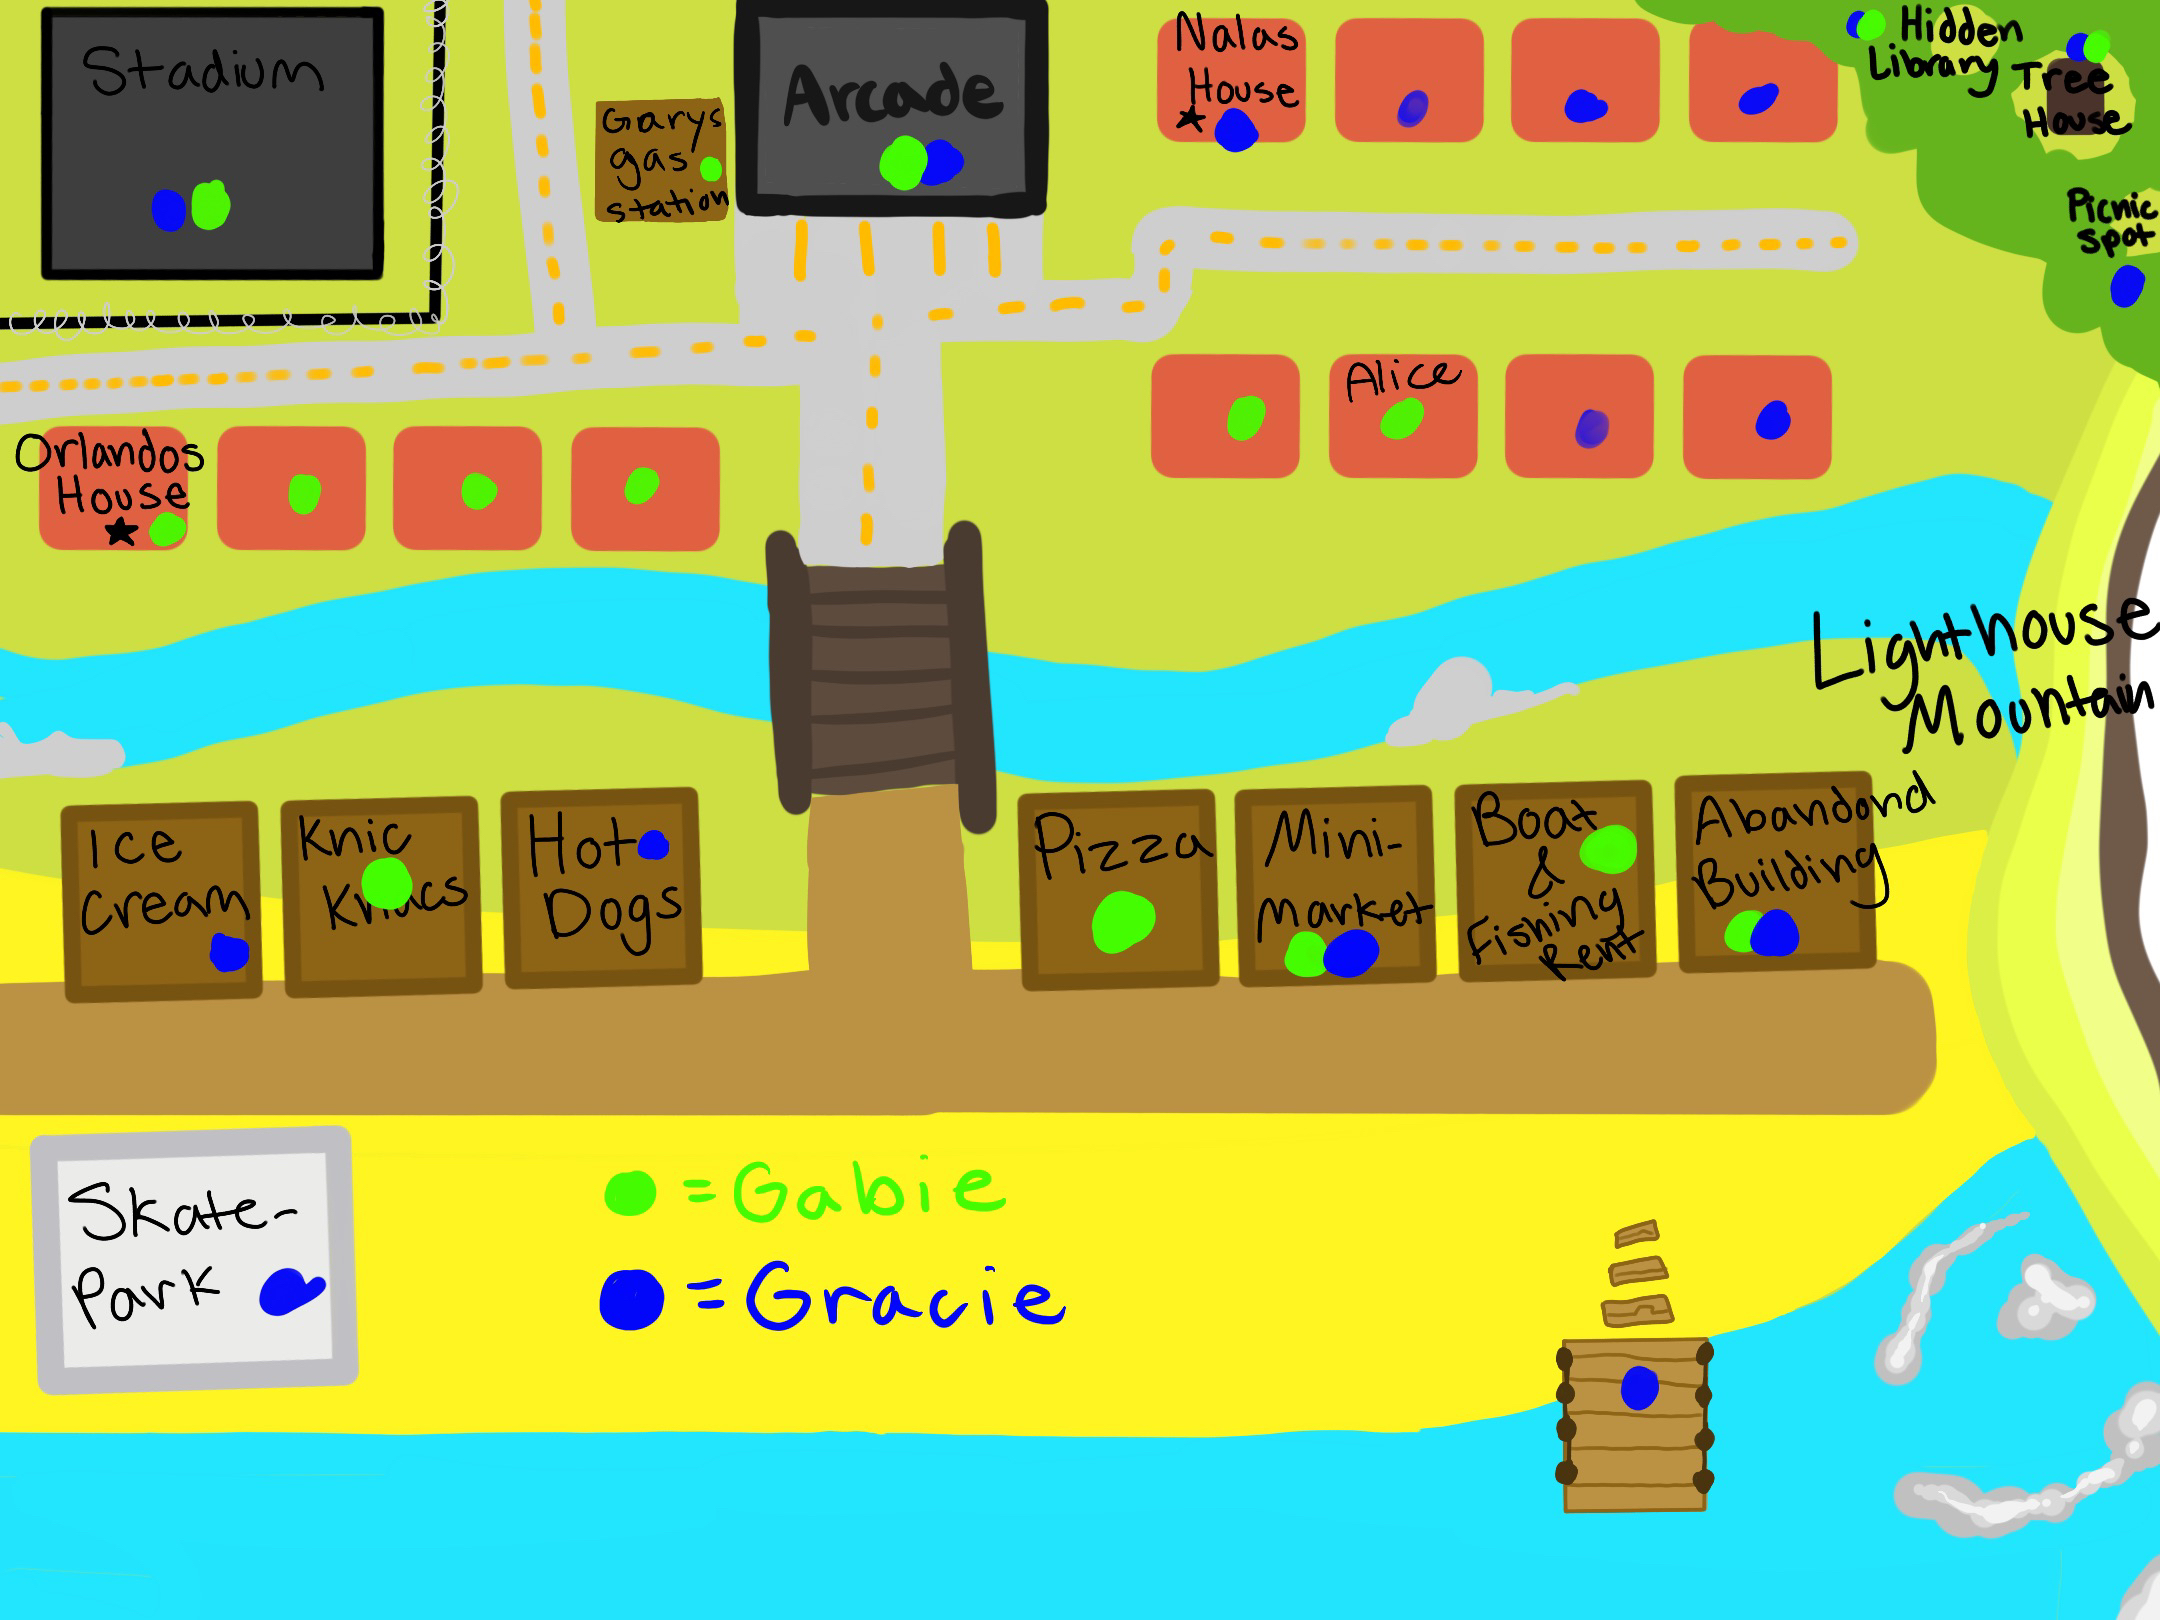 Stadium
Garys
gas
station
Arcade
Nalas
House
Hidden
Library
Tree
House
Picnic
spot
Orlandos
House
Alice
Lighthouse
Mountain
Ice
Cream
Knic
Knacs
Hot
Dogs
Pizza
Mini-
Market
Boat
&
Fishing
Rent
Abandond
Building
Skate-
Park
=Gabie
=Gracie